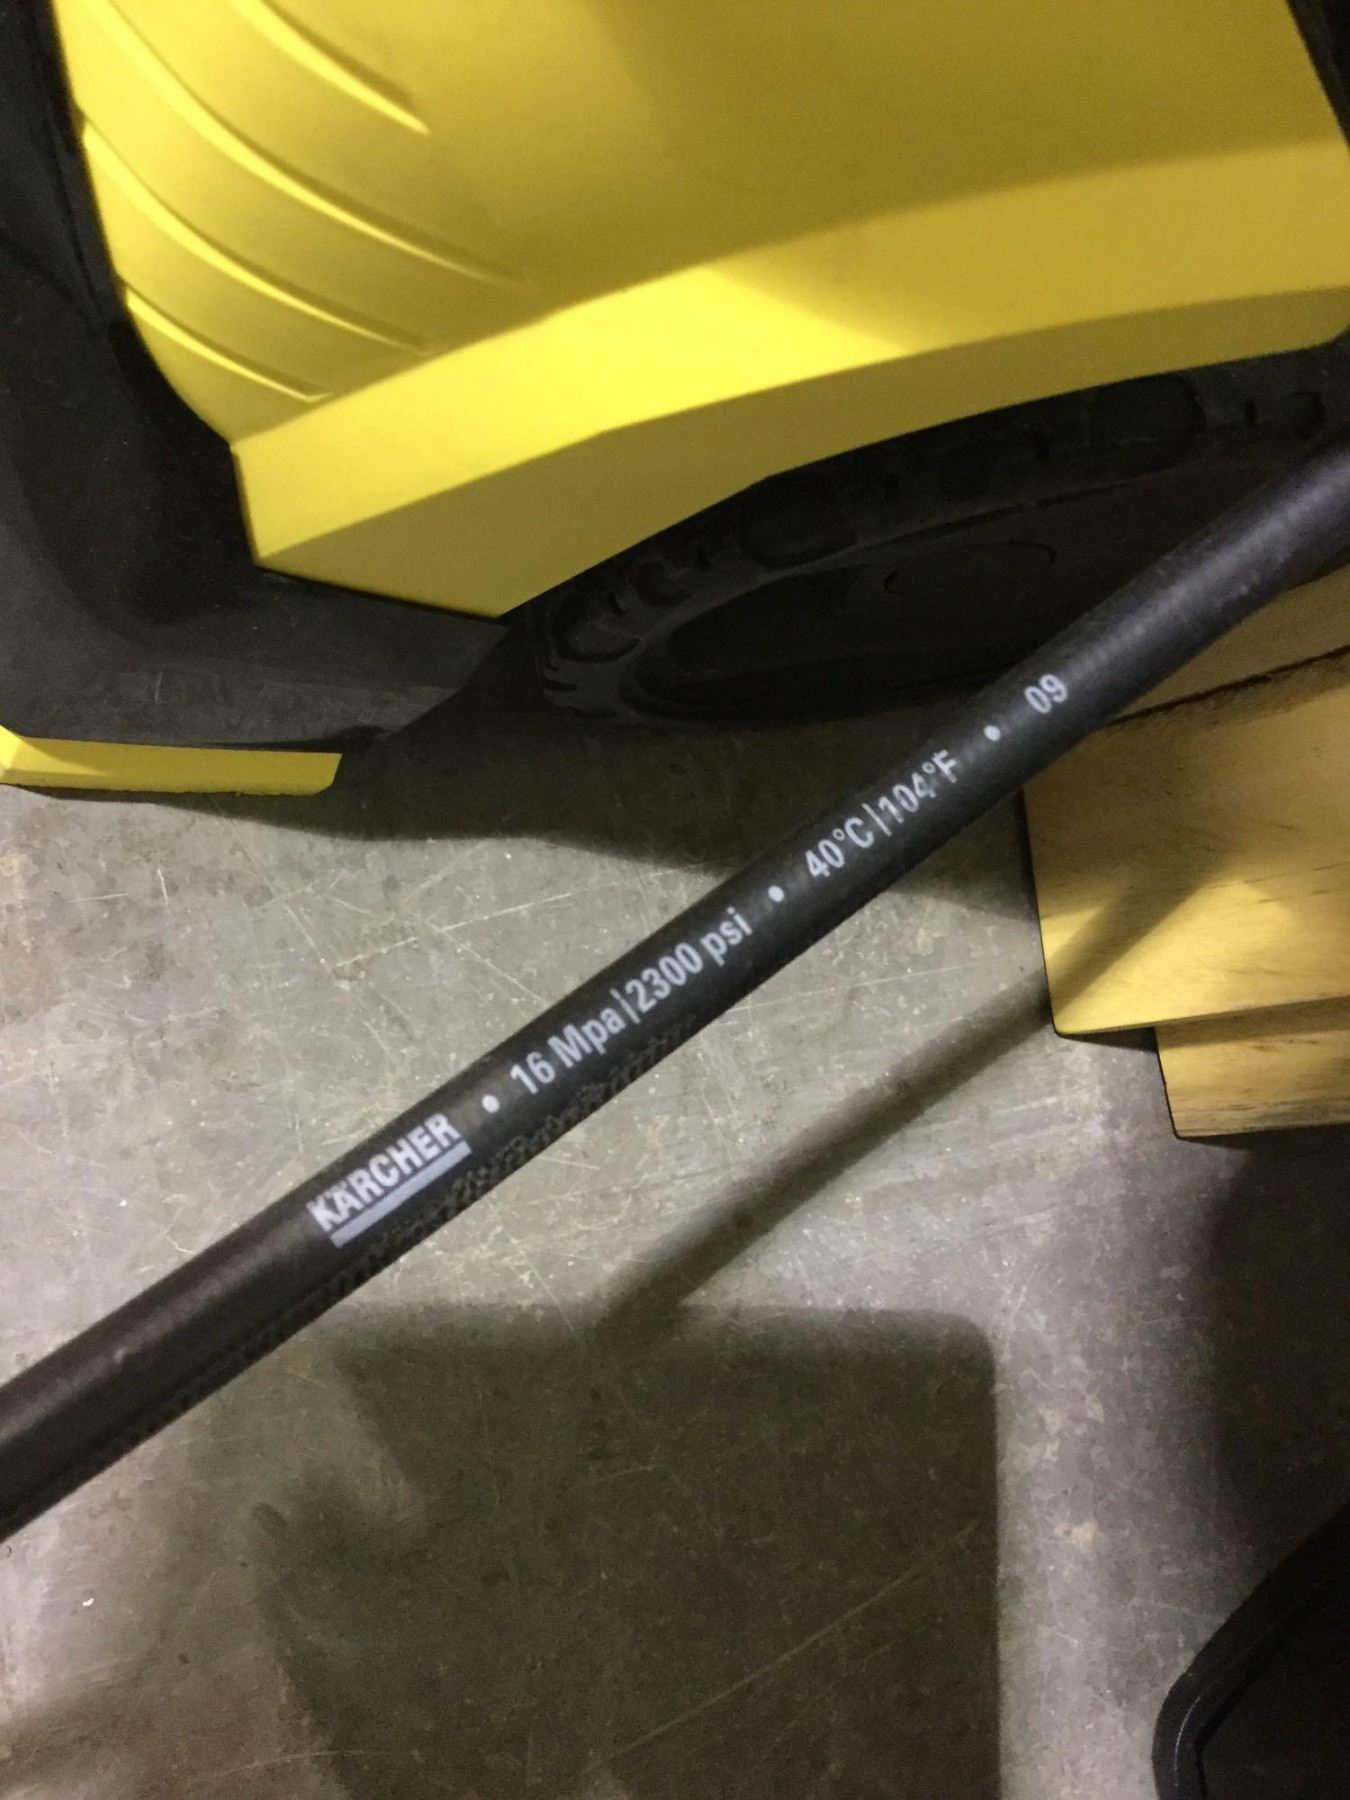 KÄRCHER • 16 Mpa|2300 psi • 40°C|104°F • 09